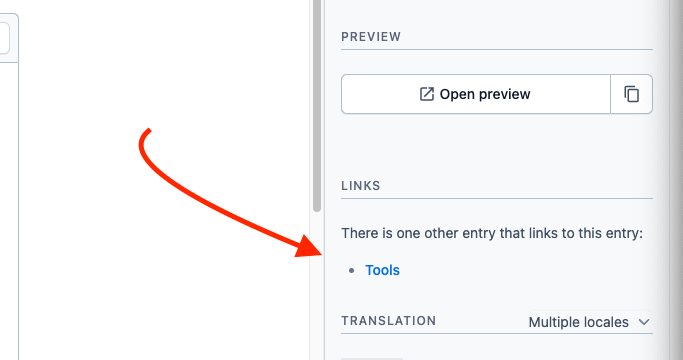 PREVIEW
Open preview
LINKS
There is one other entry that links to this entry:
Tools
TRANSLATION Multiple locales